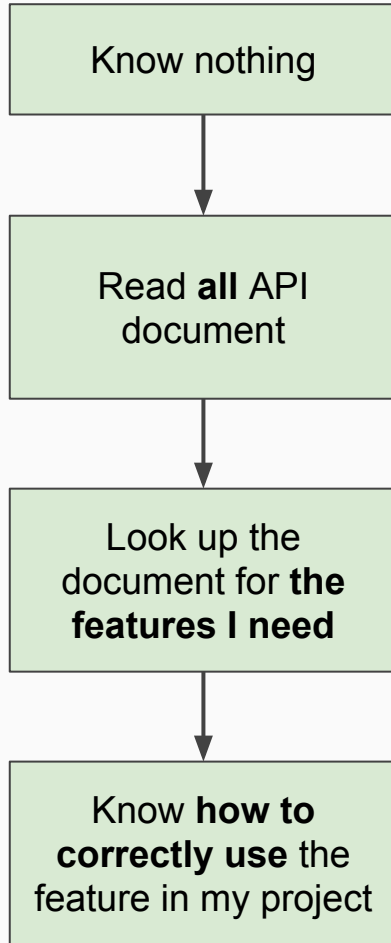 Know nothing
Read all API
document
Look up the
document for the
features I need
Know how to
correctly use the
feature in my project